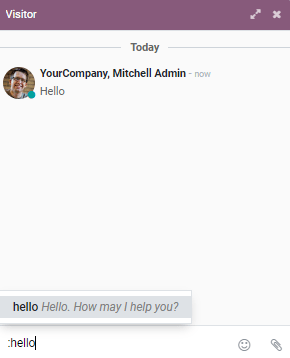 Visitor
Today
YourCompany, Mitchell Admin - now
Hello
hello Hello. How may I help you?
:hello